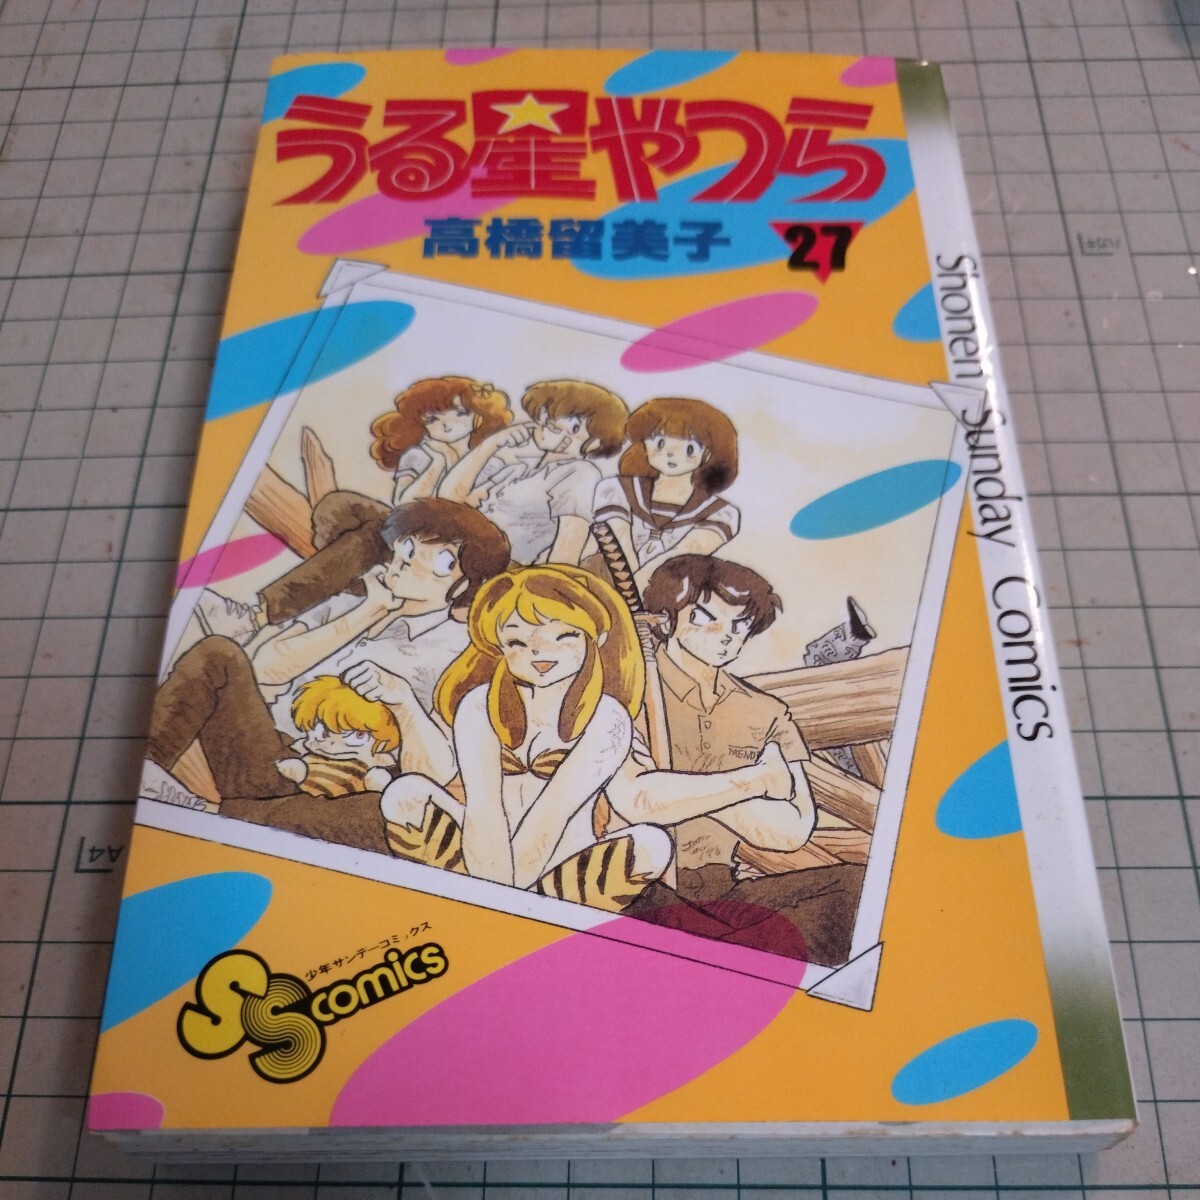 うる星やつら
高橋留美子
27
Shonen Sunday Comics
少年サンデーコミックス
SS comics
A4